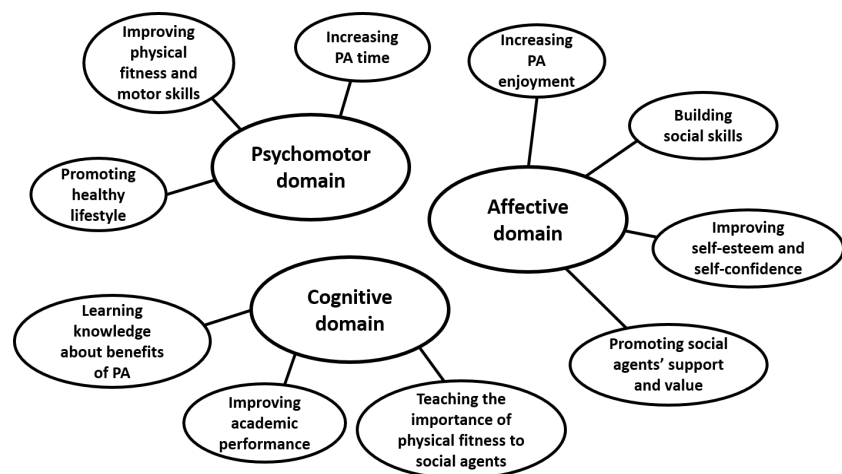 Improving
physical
fitness and
motor skills
Increasing
PA time
Psychomotor
domain
Promoting
healthy
lifestyle
Increasing
PA
enjoyment
Building
social skills
Affective
domain
Improving
self-esteem and
self-confidence
Promoting social
agents’ support
and value
Cognitive
domain
Learning
knowledge
about benefits
of PA
Improving
academic
performance
Teaching the
importance of
physical fitness to
social agents